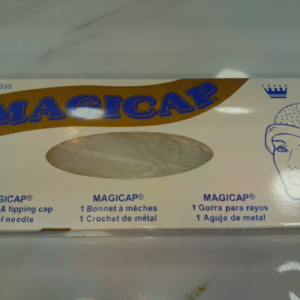 MAGICAP
MAGICAP®
& tipping cap
needle
MAGICAP®
1 Bonnet à mèches
1 Crochet de métal
MAGICAP®
1 Gorra para rayos
1 Aguja de metal